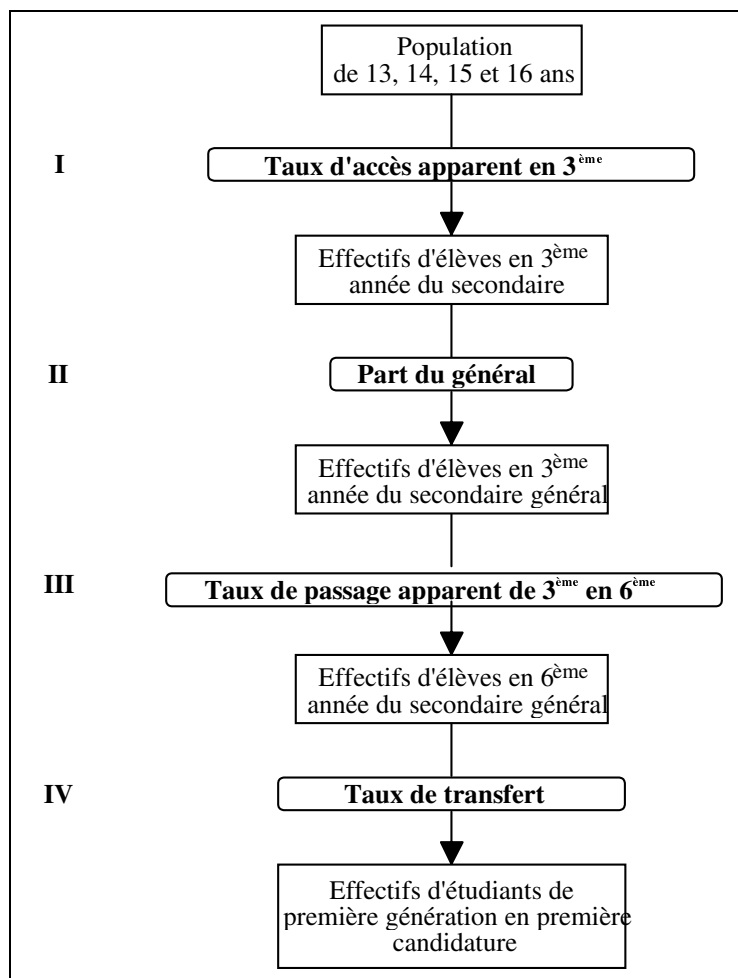 Population
de 13, 14, 15 et 16 ans
I
Taux d'accès apparent en 3ème
Effectifs d'élèves en 3ème
année du secondaire
II
Part du général
Effectifs d'élèves en 3ème
année du secondaire général
III
Taux de passage apparent de 3ème en 6ème
Effectifs d'élèves en 6ème
année du secondaire général
IV
Taux de transfert
Effectifs d'étudiants de
première génération en première
candidature